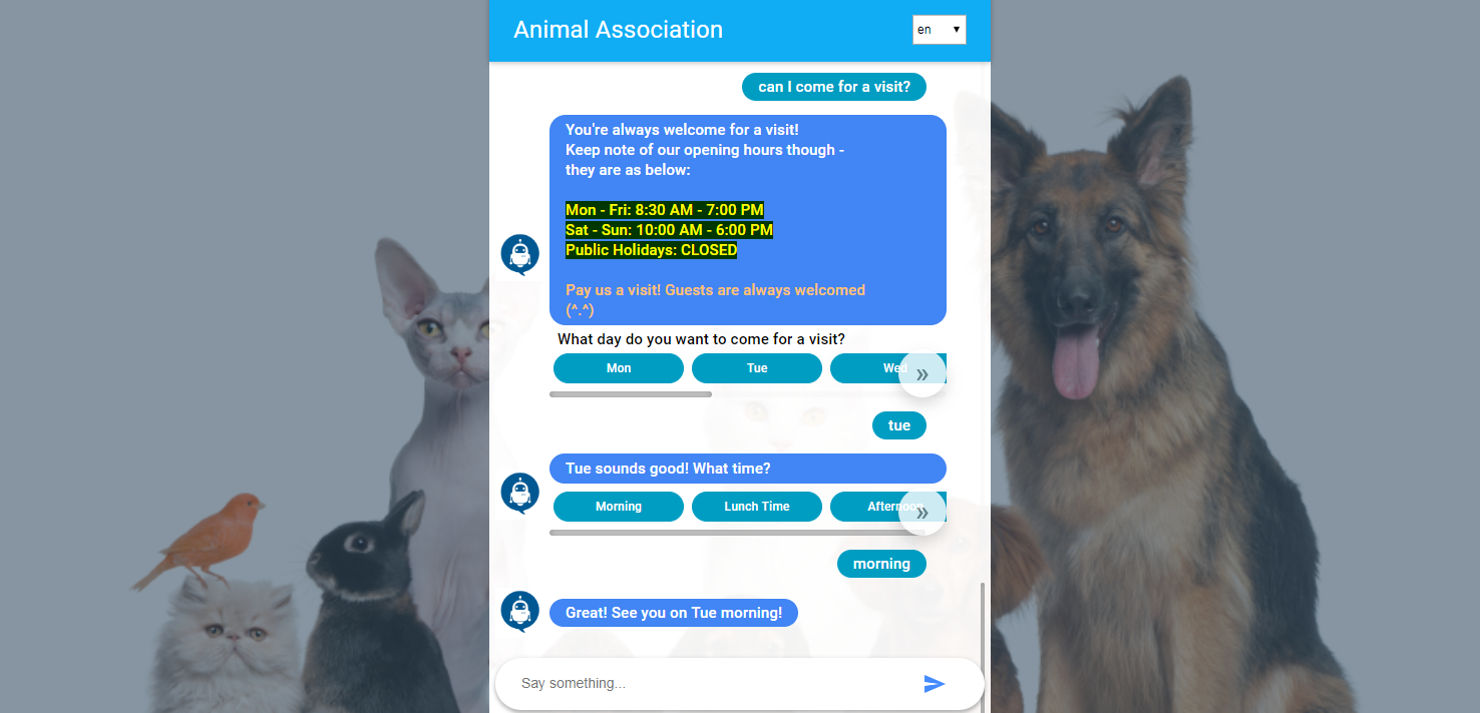 Animal Association
en
can I come for a visit?
You're always welcome for a visit!
Keep note of our opening hours though -
they are as below:
Mon - Fri: 8:30 AM - 7:00 PM
Sat - Sun: 10:00 AM - 6:00 PM
Public Holidays: CLOSED
Pay us a visit! Guests are always welcomed
(^.^)
What day do you want to come for a visit?
Mon Tue Wed »
tue
Tue sounds good! What time?
Morning Lunch Time Afternoon »
morning
Great! See you on Tue morning!
Say something...